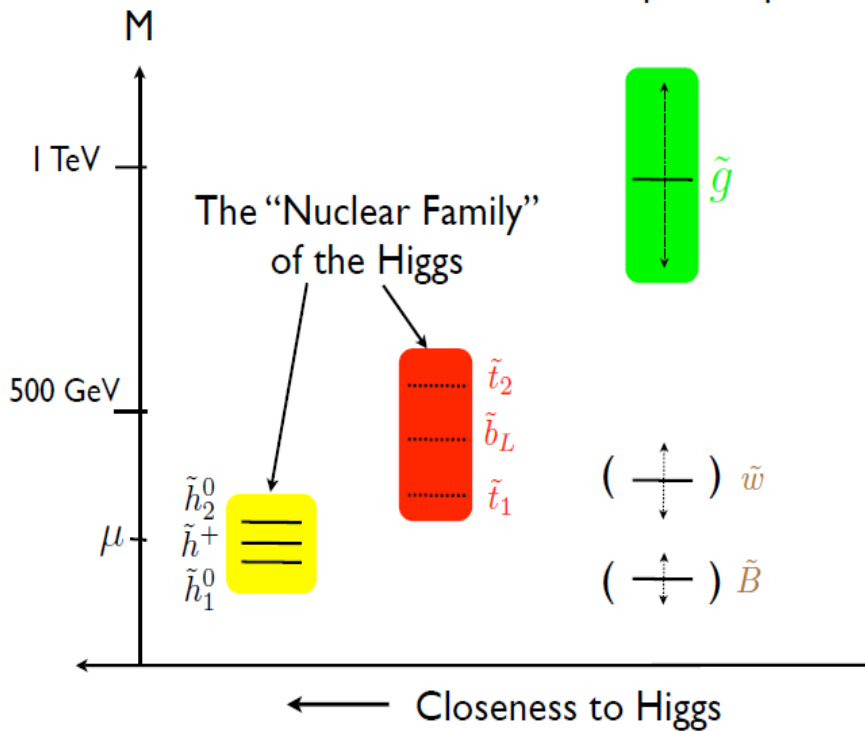 M
1 TeV
g̃
The “Nuclear Family”
of the Higgs
500 GeV
t̃₂
b̃_L
t̃₁
( ) w̃
h̃⁰₂
μ h̃⁺
h̃⁰₁
( ) B̃
Closeness to Higgs